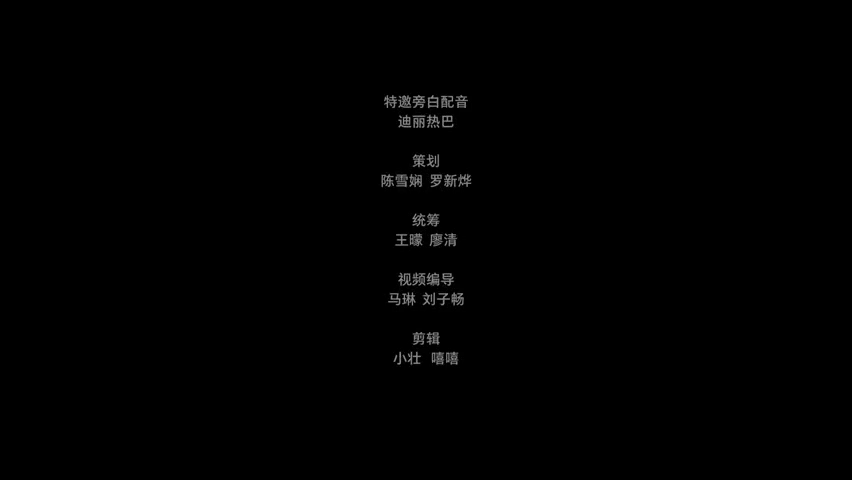 特邀旁白配音
迪丽热巴
策划
陈雪娴 罗新烨
统筹
王曚 廖清
视频编导
马琳 刘子畅
剪辑
小壮 嘻嘻